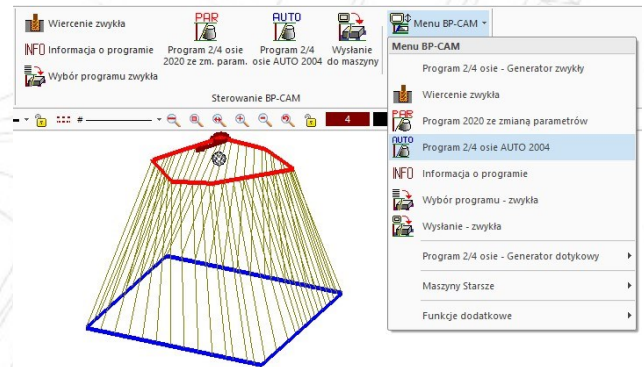 Wiercenie zwykła
INFO Informacja o programie
Wybór programu zwykła
PAR
Program 2/4 osie
2020 ze zm. param.
AUTO
Program 2/4
osie AUTO 2004
Wysłanie
do maszyny
Sterowanie BP-CAM
Menu BP-CAM
Menu BP-CAM
Program 2/4 osie - Generator zwykły
Wiercenie zwykła
PAR Program 2020 ze zmianą parametrów
AUTO Program 2/4 osie AUTO 2004
INFO Informacja o programie
Wybór programu - zwykła
Wysłanie - zwykła
Program 2/4 osie - Generator dotykowy
Maszyny Starsze
Funkcje dodatkowe
# 4